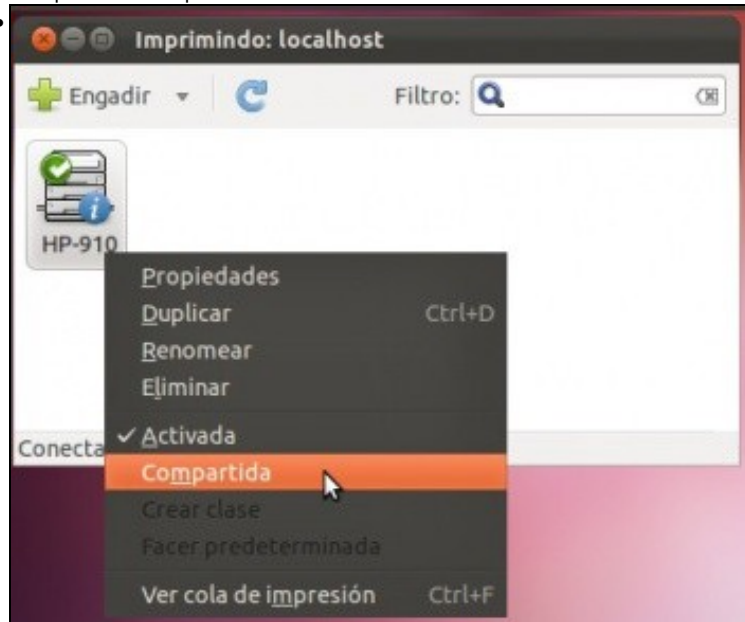 Imprimindo: localhost
Engadir
Filtro:
HP-910
Propiedades
Duplicar Ctrl+D
Renomear
Eliminar
Activada
Conecta
Compartida
Crear clase
Facer predeterminada
Ver cola de impresión Ctrl+F